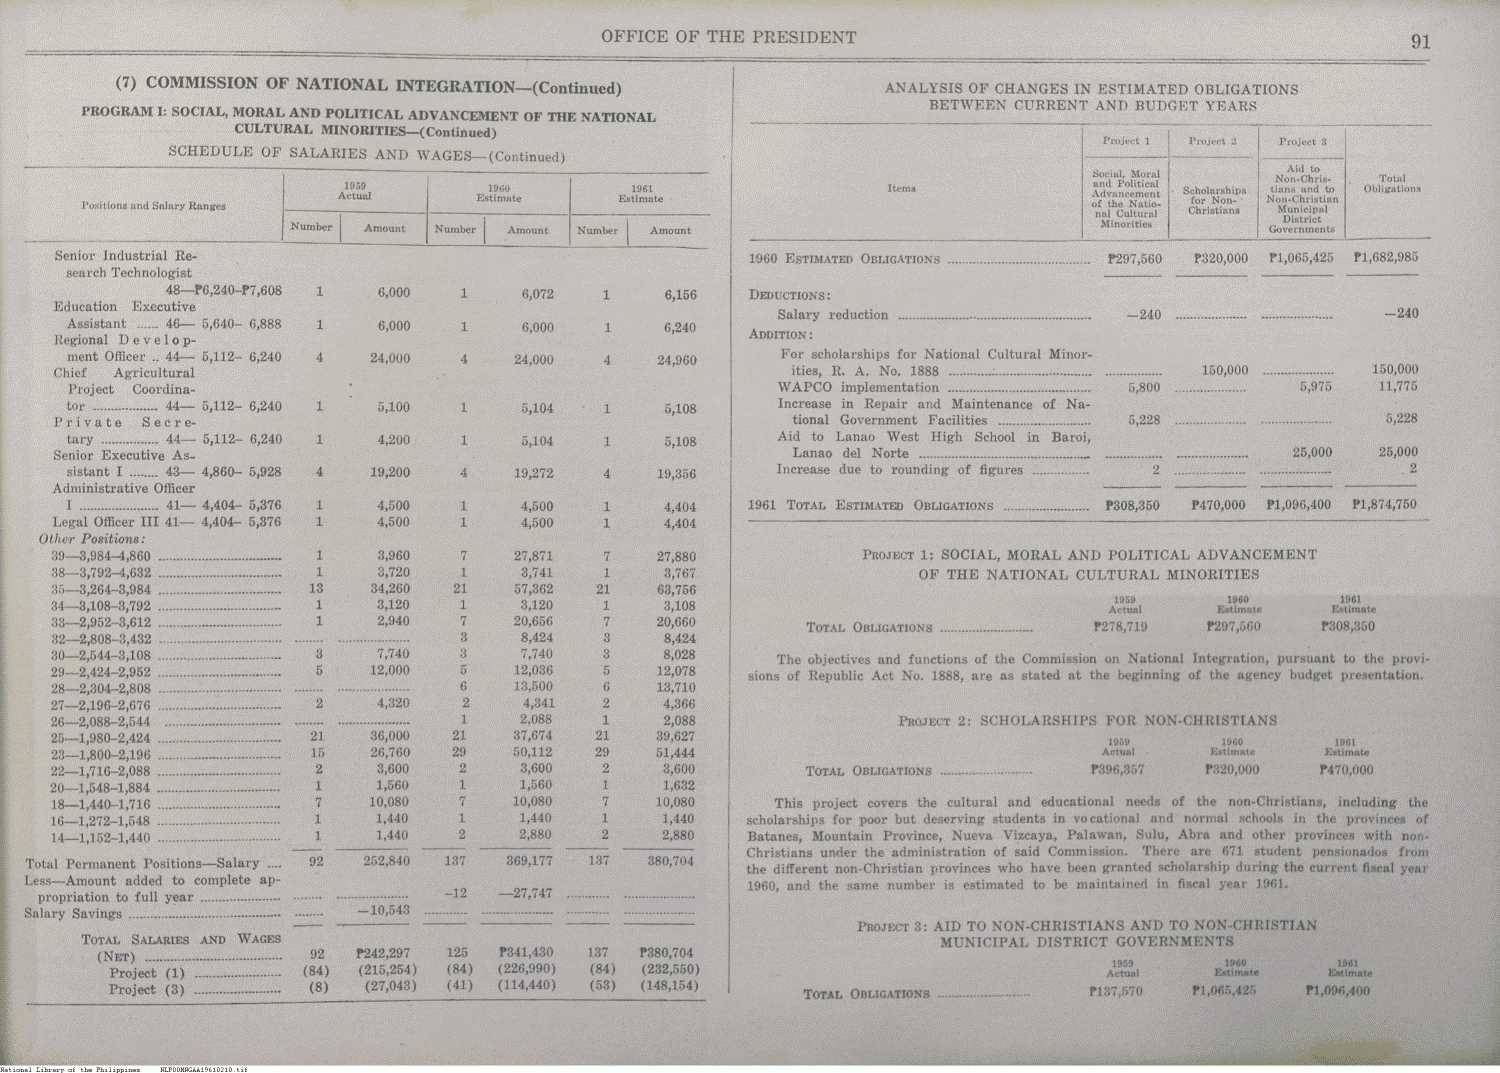 OFFICE OF THE PRESIDENT
91
(7) COMMISSION OF NATIONAL INTEGRATION—(Continued)
PROGRAM I: SOCIAL, MORAL AND POLITICAL ADVANCEMENT OF THE NATIONAL
CULTURAL MINORITIES—(Continued)
SCHEDULE OF SALARIES AND WAGES—(Continued)
Positions and Salary Ranges
1959 Actual 1960 Estimate 1961 Estimate
Number Amount Number Amount Number Amount
Senior Industrial Re-
search Technologist
48—₱6,240–₱7,608 1 6,000 1 6,072 1 6,156
Education Executive
Assistant ...... 46— 5,640– 6,888 1 6,000 1 6,000 1 6,240
Regional Develop-
ment Officer .. 44— 5,112– 6,240 4 24,000 4 24,000 4 24,960
Chief Agricultural
Project Coordina-
tor .................. 44— 5,112– 6,240 1 5,100 1 5,104 1 5,108
Private Secre-
tary ................ 44— 5,112– 6,240 1 4,200 1 5,104 1 5,108
Senior Executive As-
sistant I ........ 43— 4,860– 5,928 4 19,200 4 19,272 4 19,356
Administrative Officer
I ...................... 41— 4,404– 5,376 1 4,500 1 4,500 1 4,404
Legal Officer III 41— 4,404– 5,376 1 4,500 1 4,500 1 4,404
Other Positions:
39—3,984–4,860 ........ 1 3,960 7 27,871 7 27,880
38—3,792–4,632 ........ 1 3,720 1 3,741 1 3,767
35—3,264–3,984 ........ 13 34,260 21 57,362 21 63,756
34—3,108–3,792 ........ 1 3,120 1 3,120 1 3,108
33—2,952–3,612 ........ 1 2,940 7 20,656 7 20,660
32—2,808–3,432 ........ ........ ........ 3 8,424 3 8,424
30—2,544–3,108 ........ 3 7,740 3 7,740 3 8,028
29—2,424–2,952 ........ 5 12,000 5 12,036 5 12,078
28—2,304–2,808 ........ ........ ........ 6 13,500 6 13,710
27—2,196–2,676 ........ 2 4,320 2 4,341 2 4,366
26—2,088–2,544 ........ ........ ........ 1 2,088 1 2,088
25—1,980–2,424 ........ 21 36,000 21 37,674 21 39,627
23—1,800–2,196 ........ 15 26,760 29 50,112 29 51,444
22—1,716–2,088 ........ 2 3,600 2 3,600 2 3,600
20—1,548–1,884 ........ 1 1,560 1 1,560 1 1,632
18—1,440–1,716 ........ 7 10,080 7 10,080 7 10,080
16—1,272–1,548 ........ 1 1,440 1 1,440 1 1,440
14—1,152–1,440 ........ 1 1,440 2 2,880 2 2,880
Total Permanent Positions—Salary .... 92 252,840 137 369,177 137 380,704
Less—Amount added to complete ap-
propriation to full year ........ ........ ........ —12 —27,747 ........ ........
Salary Savings ........ ........ —10,543 ........ ........ ........ ........
TOTAL SALARIES AND WAGES
(NET) ........ 92 ₱242,297 125 ₱341,430 137 ₱380,704
Project (1) ........ (84) (215,254) (84) (226,990) (84) (232,550)
Project (3) ........ (8) (27,043) (41) (114,440) (53) (148,154)
ANALYSIS OF CHANGES IN ESTIMATED OBLIGATIONS
BETWEEN CURRENT AND BUDGET YEARS
Items
Project 1
Social, Moral
and Political
Advancement
of the Natio-
nal Cultural
Minorities
Project 2
Scholarships
for Non-
Christians
Project 3
Aid to
Non-Chris-
tians and to
Non-Christian
Municipal
District
Governments
Total
Obligations
1960 ESTIMATED OBLIGATIONS ........ ₱297,560 ₱320,000 ₱1,065,425 ₱1,682,985
DEDUCTIONS:
Salary reduction ........ —240 ........ ........ —240
ADDITION:
For scholarships for National Cultural Minor-
ities, R. A. No. 1888 ........ ........ 150,000 ........ 150,000
WAPCO implementation ........ 5,800 ........ 5,975 11,775
Increase in Repair and Maintenance of Na-
tional Government Facilities ........ 5,228 ........ ........ 5,228
Aid to Lanao West High School in Baroi,
Lanao del Norte ........ ........ ........ 25,000 25,000
Increase due to rounding of figures ........ 2 ........ ........ 2
1961 TOTAL ESTIMATED OBLIGATIONS ........ ₱308,350 ₱470,000 ₱1,096,400 ₱1,874,750
PROJECT 1: SOCIAL, MORAL AND POLITICAL ADVANCEMENT
OF THE NATIONAL CULTURAL MINORITIES
1959 1960 1961
Actual Estimate Estimate
TOTAL OBLIGATIONS ........ ₱278,719 ₱297,560 ₱308,350
The objectives and functions of the Commission on National Integration, pursuant to the provi-
sions of Republic Act No. 1888, are as stated at the beginning of the agency budget presentation.
PROJECT 2: SCHOLARSHIPS FOR NON-CHRISTIANS
1959 1960 1961
Actual Estimate Estimate
TOTAL OBLIGATIONS ........ ₱396,357 ₱320,000 ₱470,000
This project covers the cultural and educational needs of the non-Christians, including the
scholarships for poor but deserving students in vocational and normal schools in the provinces of
Batanes, Mountain Province, Nueva Vizcaya, Palawan, Sulu, Abra and other provinces with non-
Christians under the administration of said Commission. There are 671 student pensionados from
the different non-Christian provinces who have been granted scholarship during the current fiscal year
1960, and the same number is estimated to be maintained in fiscal year 1961.
PROJECT 3: AID TO NON-CHRISTIANS AND TO NON-CHRISTIAN
MUNICIPAL DISTRICT GOVERNMENTS
1959 1960 1961
Actual Estimate Estimate
TOTAL OBLIGATIONS ........ ₱137,570 ₱1,065,425 ₱1,096,400
National Library of the Philippines NLP00MNGAA19610210.tif